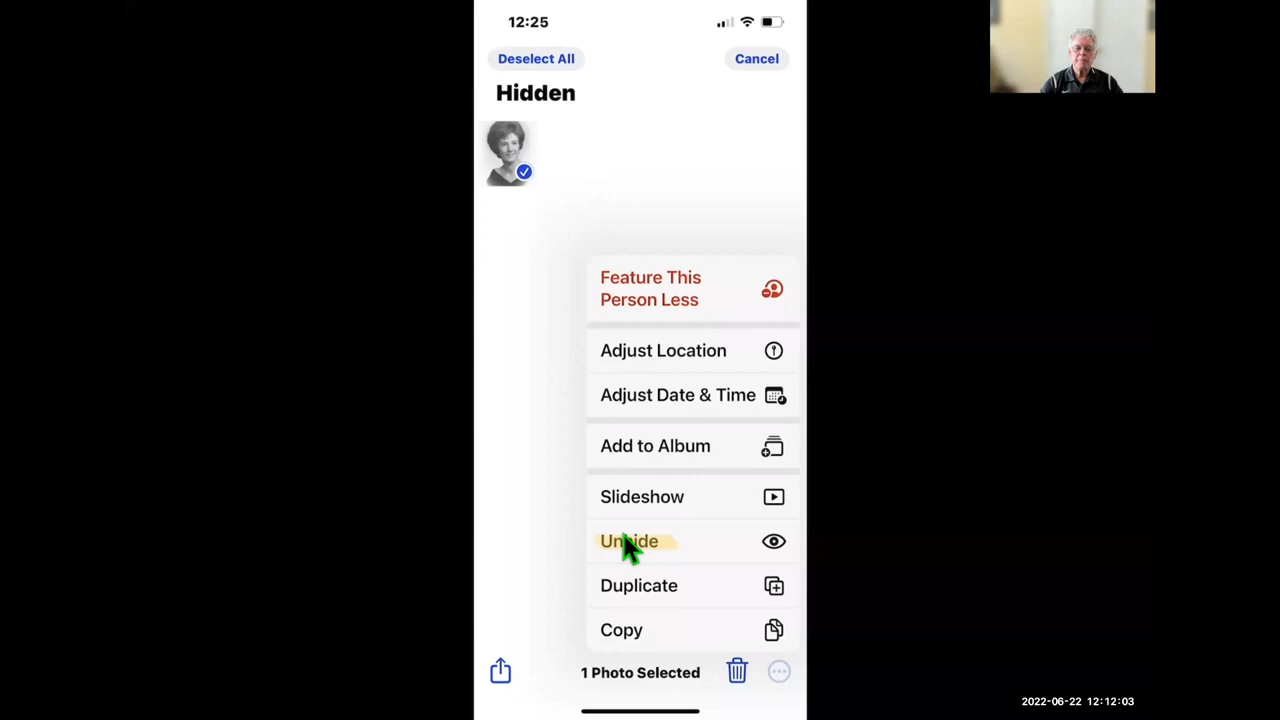 12:25
Deselect All
Cancel
Hidden
Feature This
Person Less
Adjust Location
Adjust Date & Time
Add to Album
Slideshow
Unhide
Duplicate
Copy
1 Photo Selected
2022-06-22 12:12:03